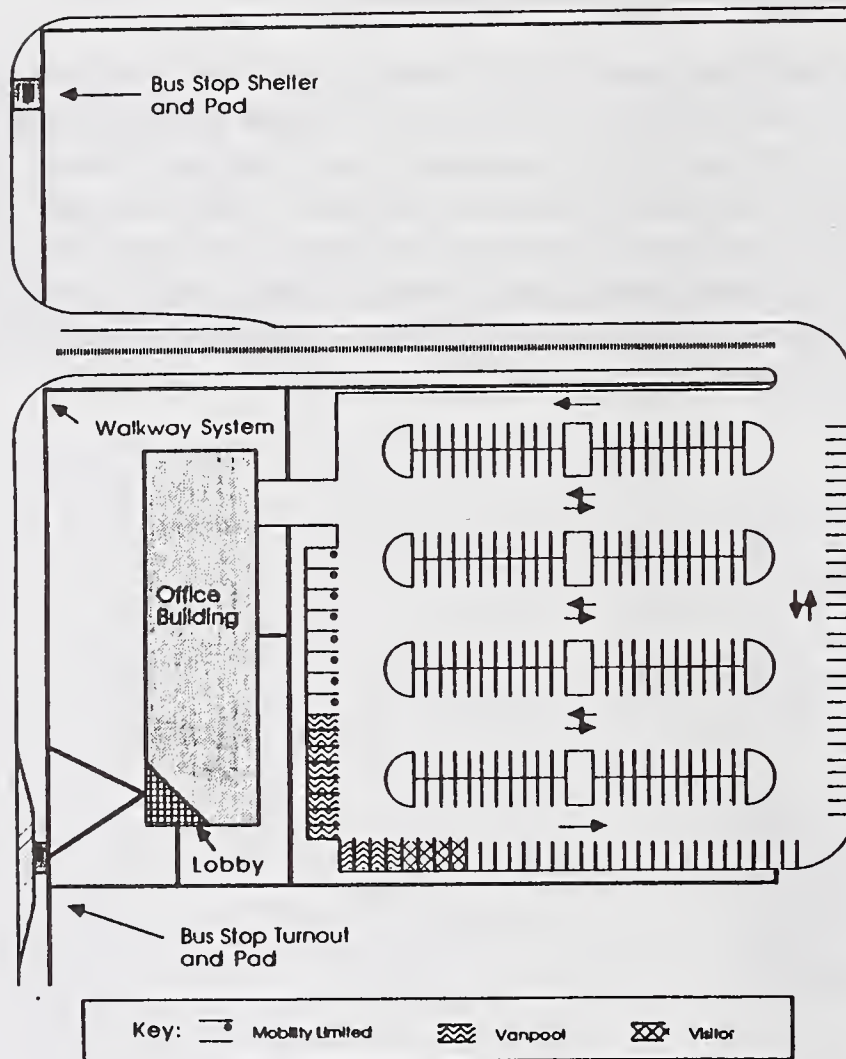 Bus Stop Shelter
and Pad
Walkway System
Office
Building
Lobby
Bus Stop Turnout
and Pad
Key: Mobility Limited Vanpool Visitor